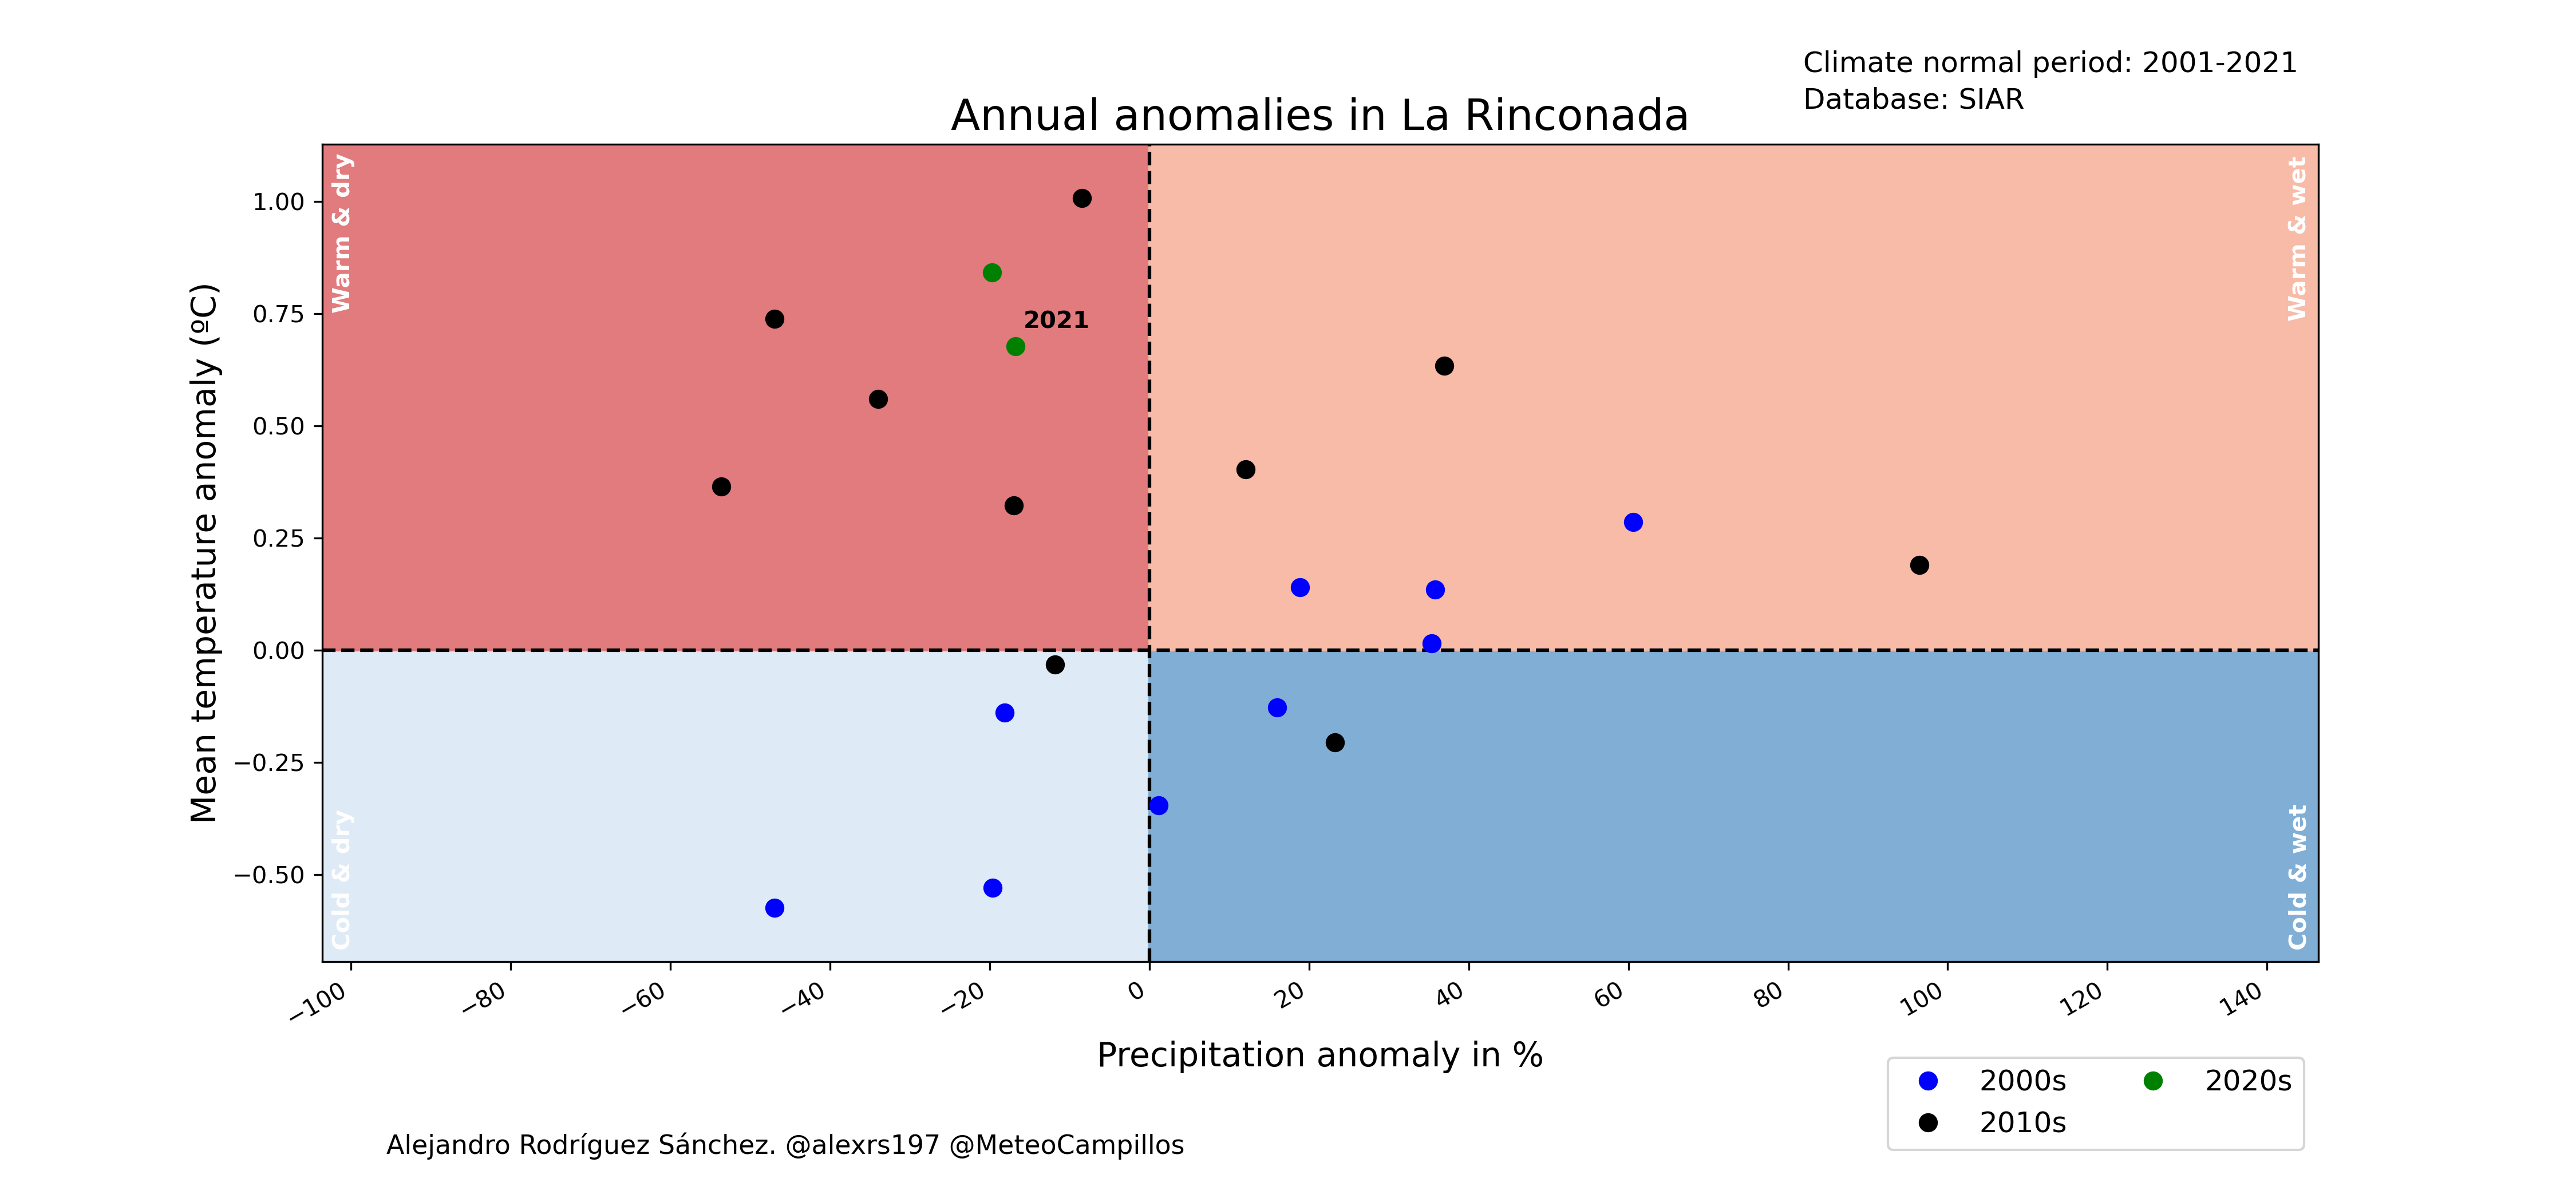 Climate normal period: 2001-2021
Database: SIAR
Annual anomalies in La Rinconada
Warm & dry
Warm & wet
1.00
0.75
2021
0.50
0.25
0.00
−0.25
−0.50
Mean temperature anomaly (ºC)
Cold & dry
Cold & wet
−100
−80
−60
−40
−20
0
20
40
60
80
100
120
140
Precipitation anomaly in %
2000s
2010s
2020s
Alejandro Rodríguez Sánchez. @alexrs197 @MeteoCampillos